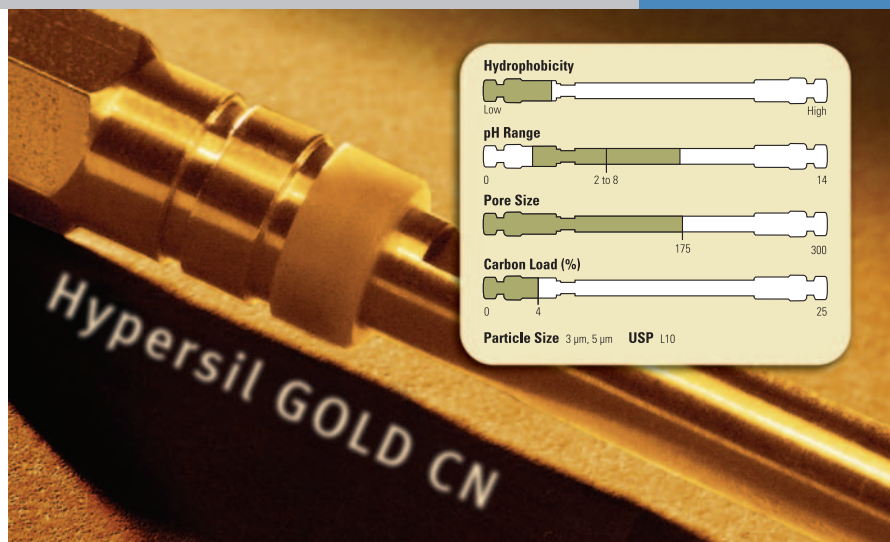 Hydrophobicity
Low High
pH Range
0 2 to 8 14
Pore Size
175 300
Carbon Load (%)
0 4 25
Particle Size 3 µm, 5 µm USP L10
Hypersil GOLD CN